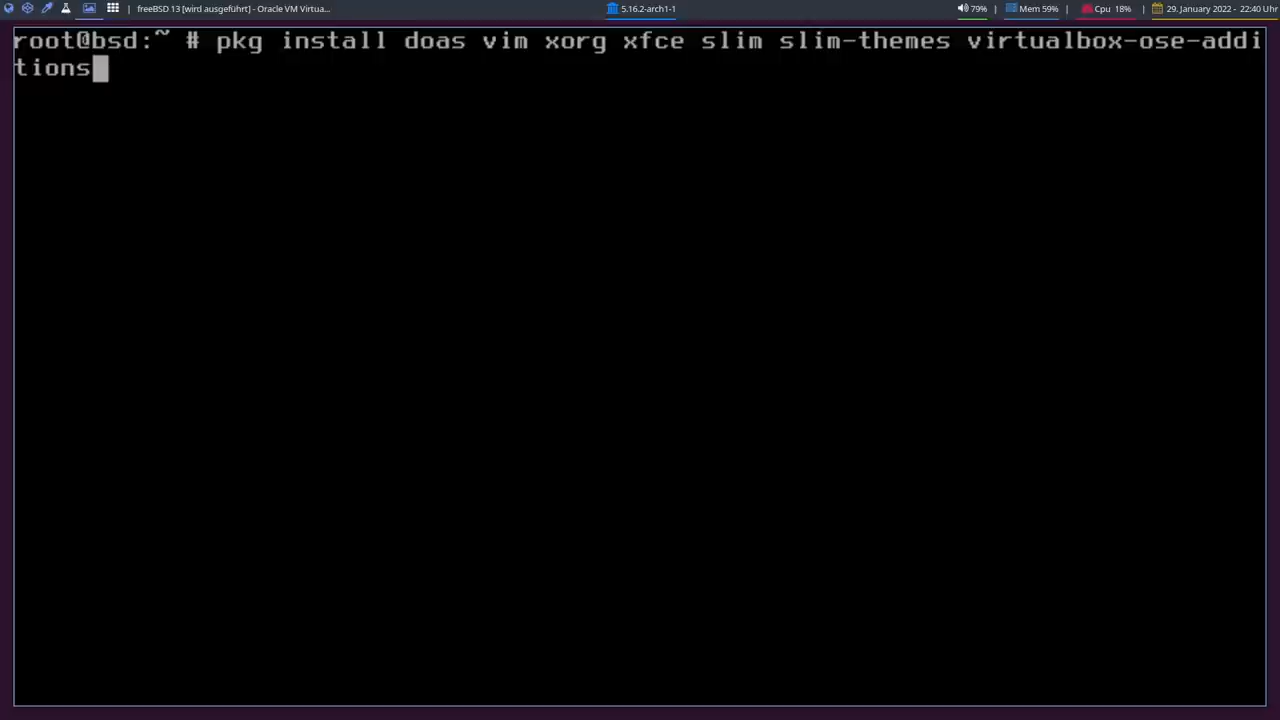 freeBSD 13 [wird ausgeführt] - Oracle VM Virtua...
5.16.2-arch1-1
79%
Mem 59%
Cpu 18%
29. January 2022 - 22:40 Uhr
root@bsd:~ # pkg install doas vim xorg xfce slim slim-themes virtualbox-ose-addi
tions